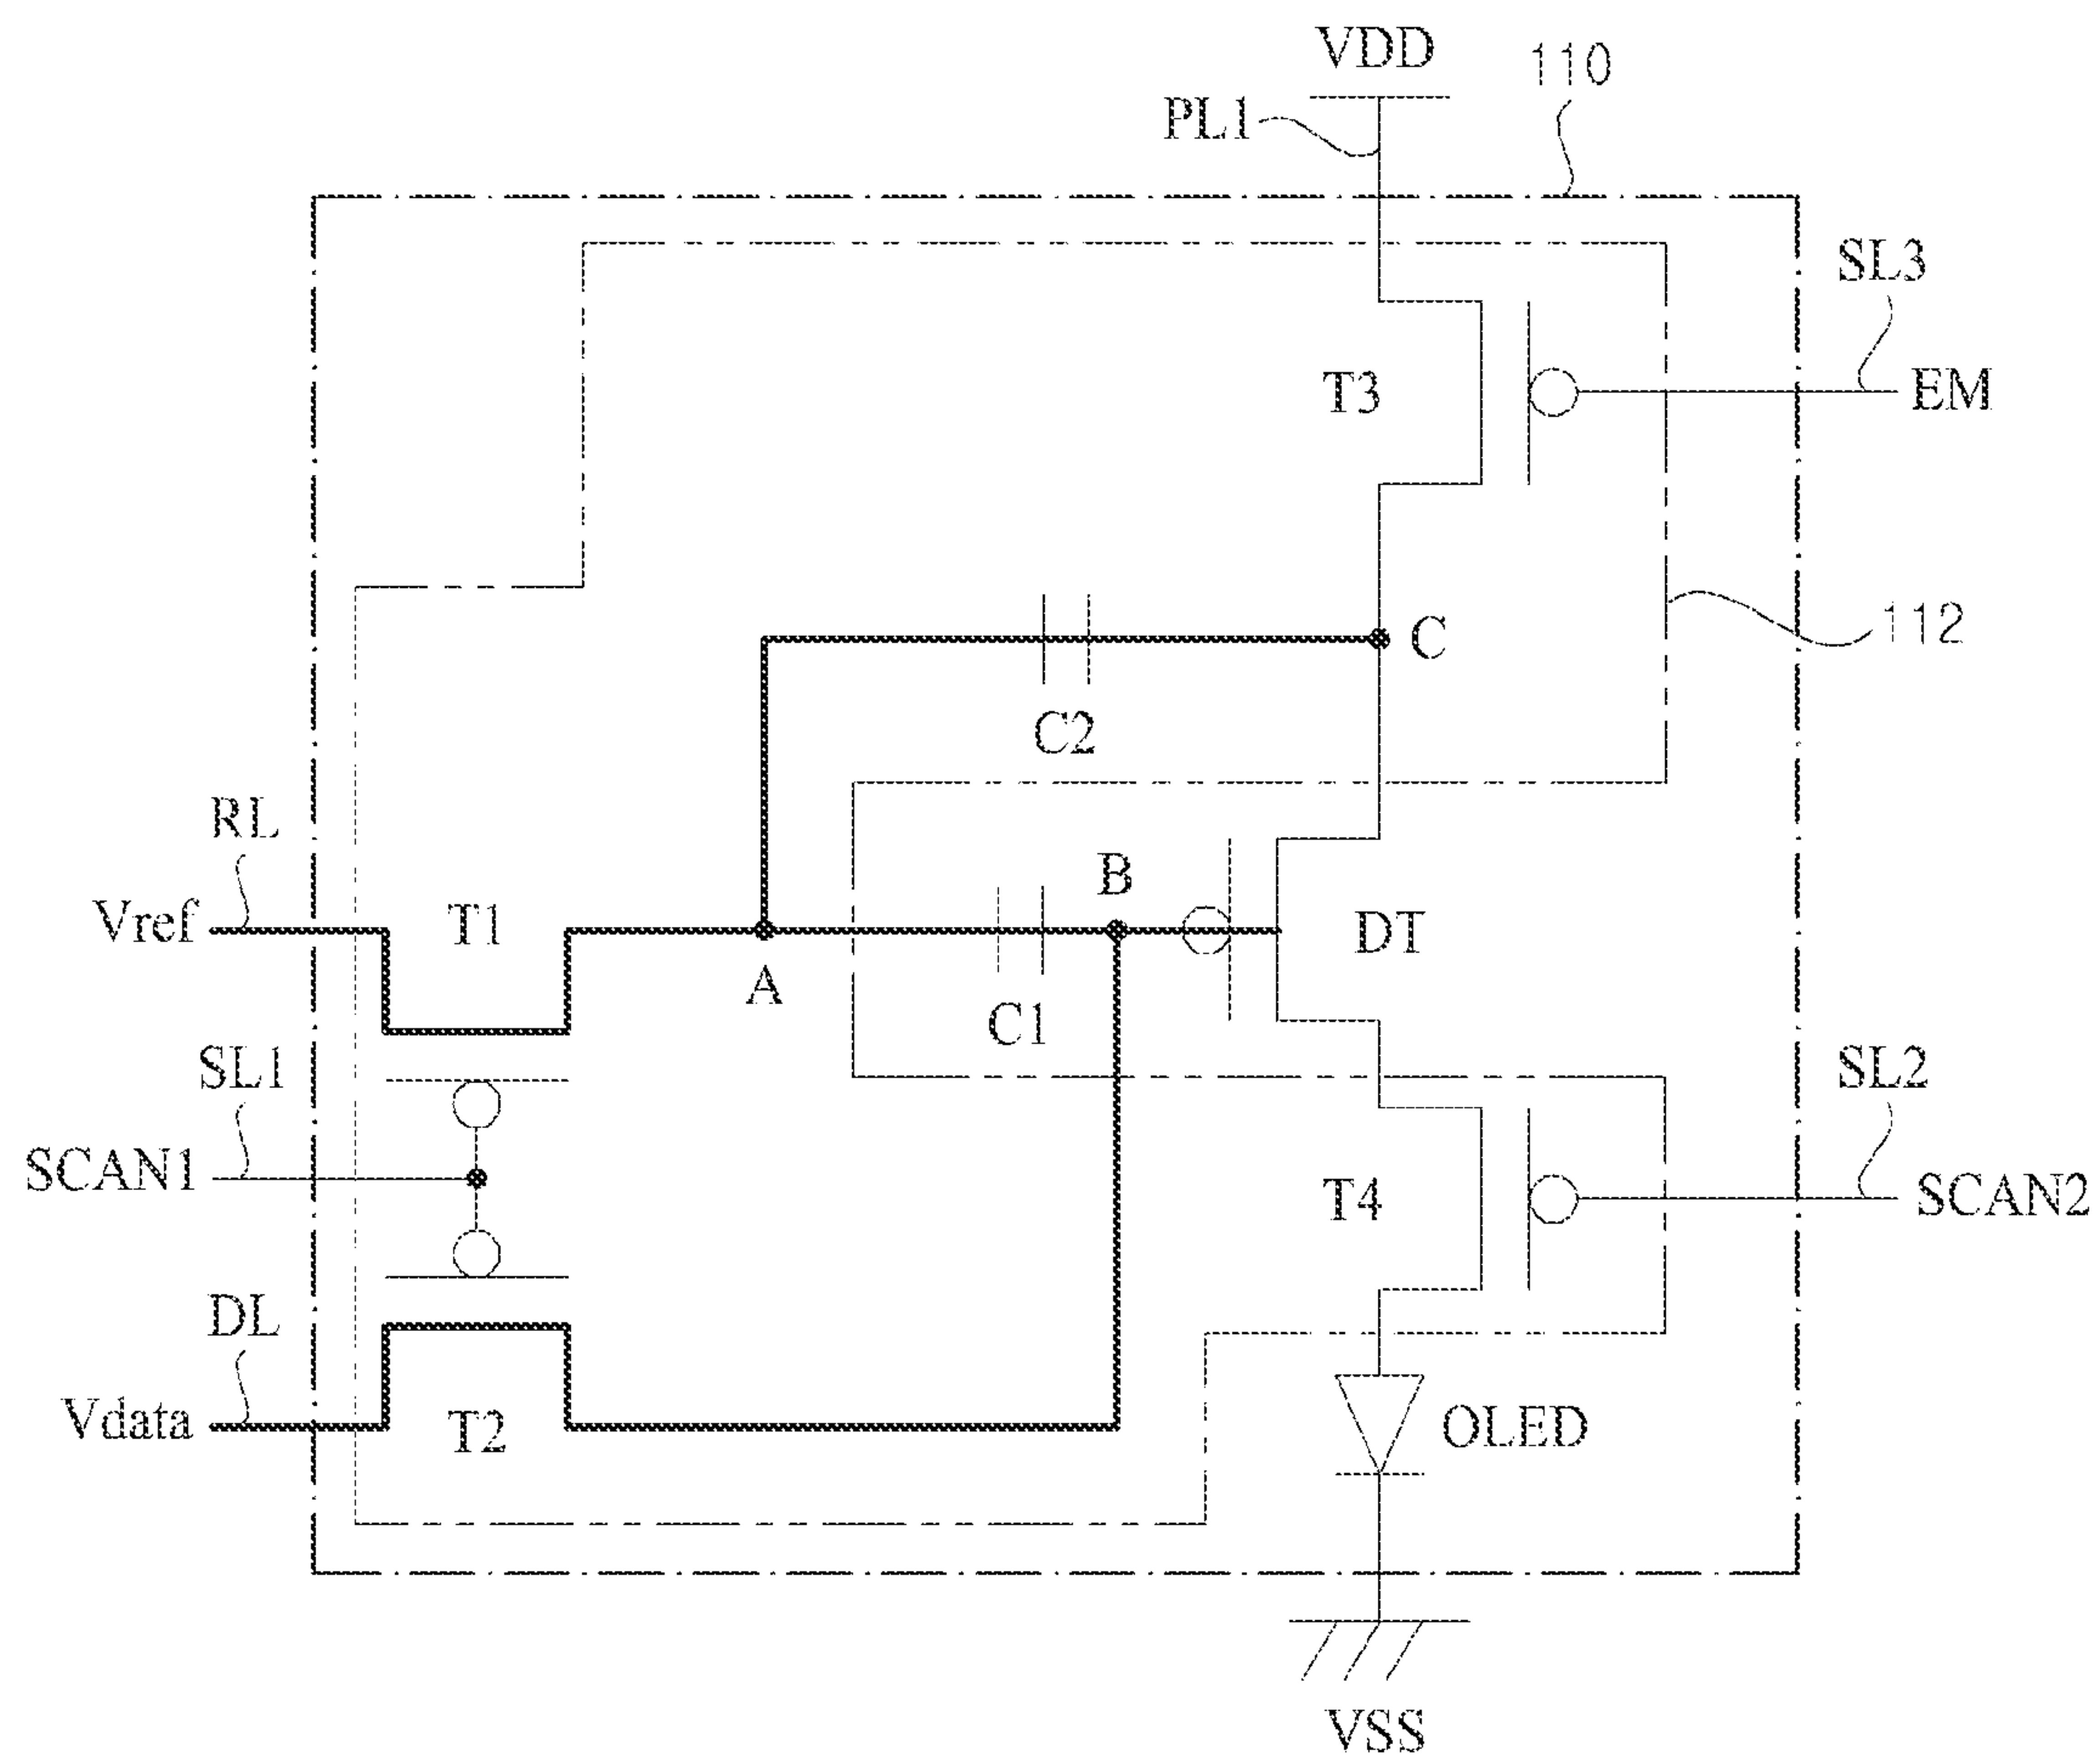 VDD
110
PL1
SL3
T3
EM
C
112
C2
RL
B
Vref
T1
DT
A
C1
SL1
SL2
SCAN1
T4
SCAN2
DL
Vdata
T2
OLED
VSS